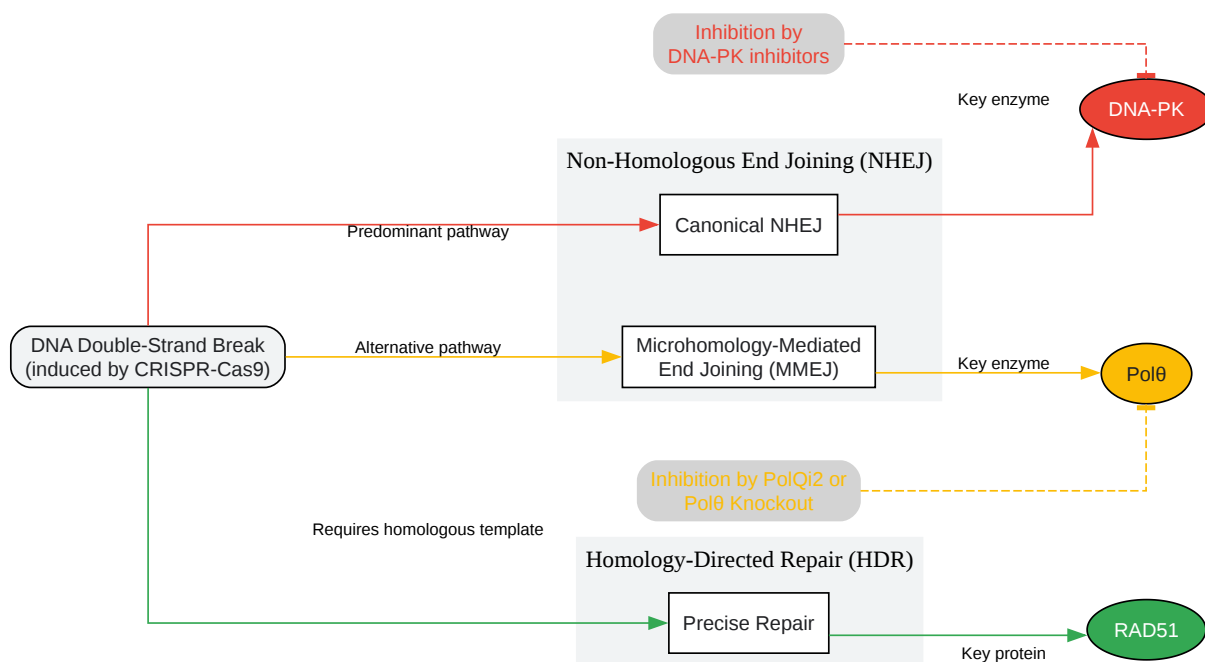 Inhibition by
DNA-PK inhibitors
Key enzyme
DNA-PK
Non-Homologous End Joining (NHEJ)
Canonical NHEJ
Predominant pathway
DNA Double-Strand Break
(induced by CRISPR-Cas9)
Alternative pathway
Microhomology-Mediated
End Joining (MMEJ)
Key enzyme
Polθ
Inhibition by PolQi2 or
Polθ Knockout
Requires homologous template
Homology-Directed Repair (HDR)
Precise Repair
RAD51
Key protein